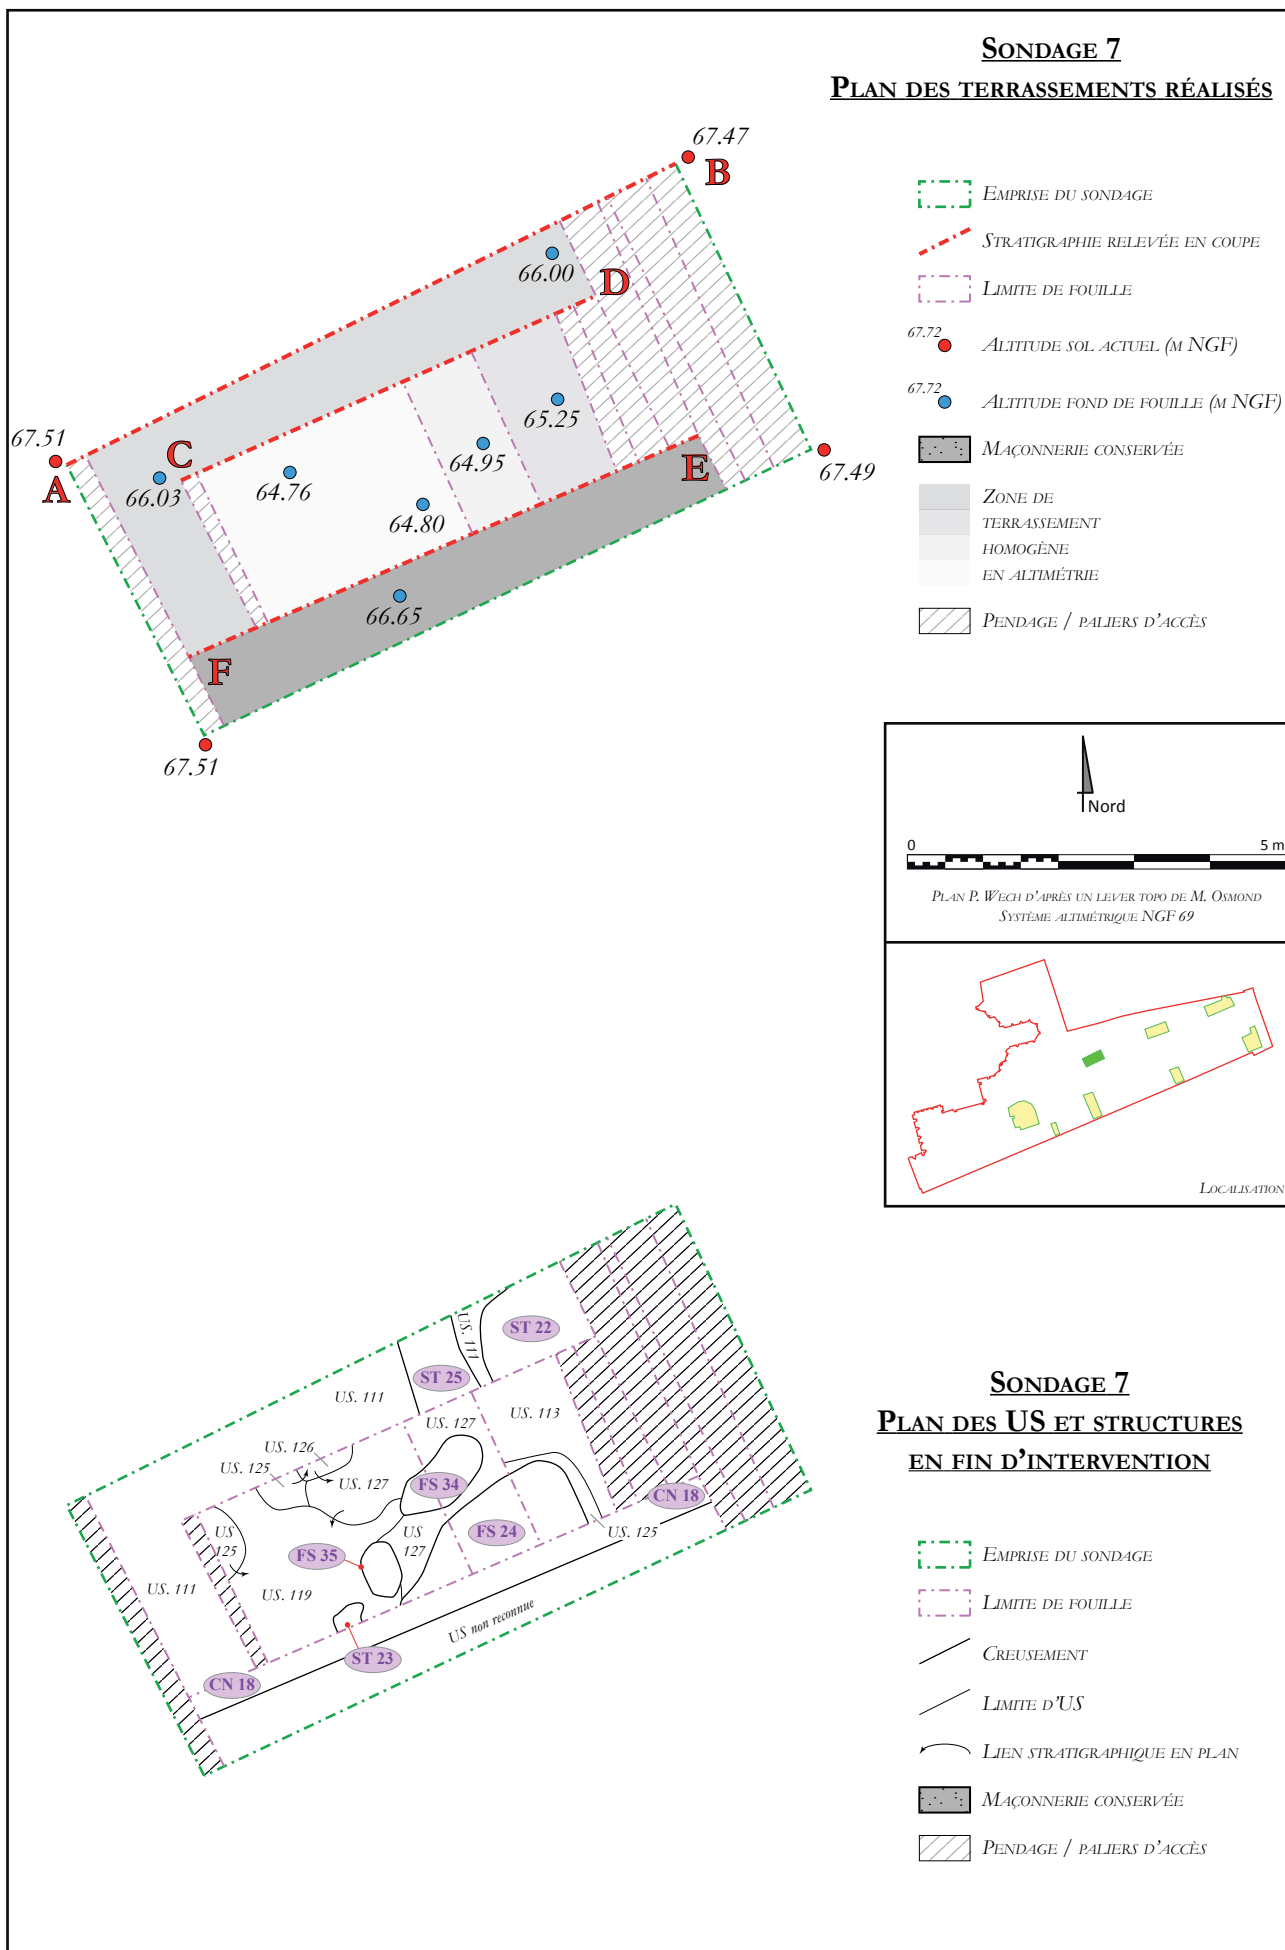 Sondage 7
Plan des terrassements réalisés
67.47
B
66.00
D
67.51
A
C
66.03
64.76
64.80
64.95
65.25
E
67.49
66.65
F
67.51
Emprise du sondage
Stratigraphie relevée en coupe
Limite de fouille
67.72
Altitude sol actuel (m NGF)
67.72
Altitude fond de fouille (m NGF)
Maçonnerie conservée
Zone de
terrassement
homogène
en altimétrie
Pendage / paliers d'accès
Nord
0 5 m
Plan P. Wech d'après un lever topo de M. Osmond
Système altimétrique NGF 69
Localisation
ST 22
US. 111
ST 25
US. 111
US. 113
US. 127
US. 126
US. 125
US. 127
FS 34
CN 18
US
125
US
127
FS 24
US. 125
FS 35
US. 111
US. 119
US non reconnue
ST 23
CN 18
Sondage 7
Plan des US et structures
en fin d'intervention
Emprise du sondage
Limite de fouille
Creusement
Limite d'US
Lien stratigraphique en plan
Maçonnerie conservée
Pendage / paliers d'accès